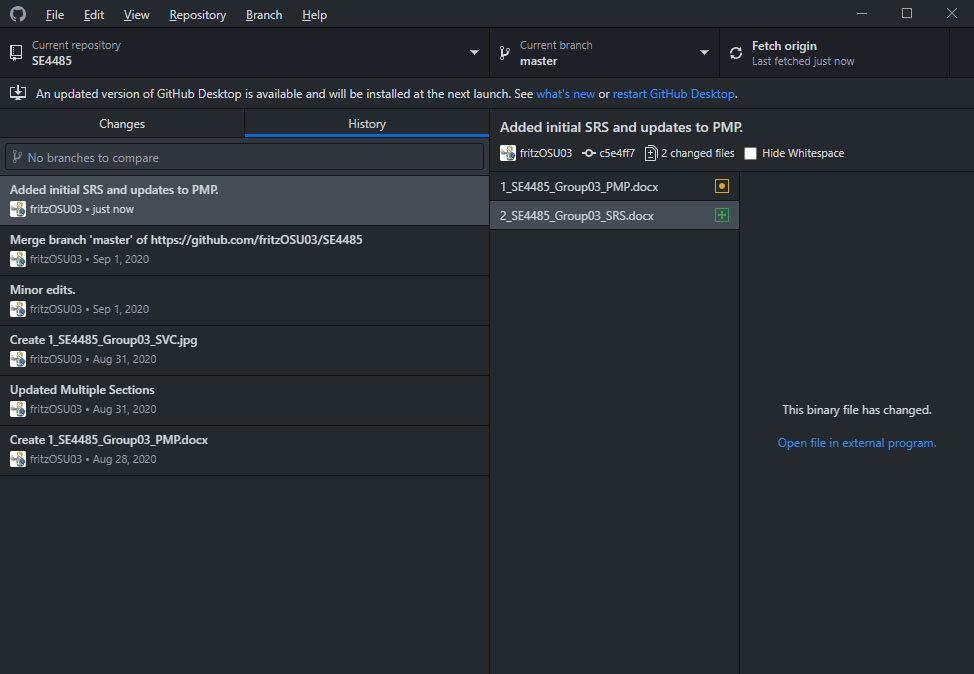 File Edit View Repository Branch Help
Current repository
SE4485
Current branch
master
Fetch origin
Last fetched just now
An updated version of GitHub Desktop is available and will be installed at the next launch. See what's new or restart GitHub Desktop.
Changes
History
No branches to compare
Added initial SRS and updates to PMP.
fritzOSU03 • just now
Merge branch 'master' of https://github.com/fritzOSU03/SE4485
fritzOSU03 • Sep 1, 2020
Minor edits.
fritzOSU03 • Sep 1, 2020
Create 1_SE4485_Group03_SVC.jpg
fritzOSU03 • Aug 31, 2020
Updated Multiple Sections
fritzOSU03 • Aug 31, 2020
Create 1_SE4485_Group03_PMP.docx
fritzOSU03 • Aug 28, 2020
Added initial SRS and updates to PMP.
fritzOSU03 c5e4ff7 2 changed files Hide Whitespace
1_SE4485_Group03_PMP.docx
2_SE4485_Group03_SRS.docx
This binary file has changed.
Open file in external program.